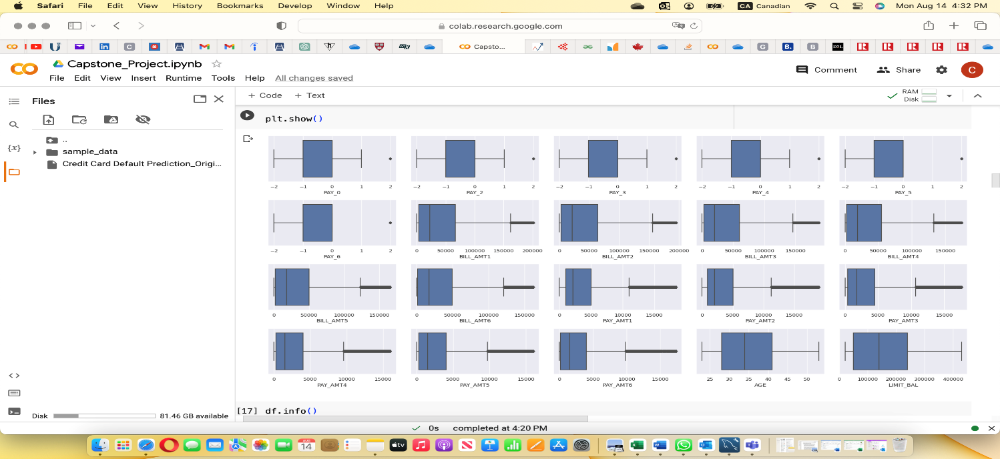 Safari File Edit View History Bookmarks Develop Window Help CA Canadian Mon Aug 14 4:32 PM
colab.research.google.com
Capsto...
Capstone_Project.ipynb
Comment Share C
File Edit View Insert Runtime Tools Help All changes saved
Files
+ Code + Text
RAM
Disk
plt.show()
..
sample_data
Credit Card Default Prediction_Origi...
{x}
−2 −1 0 1 2
PAY_0
−2 −1 0 1 2
PAY_2
−2 −1 0 1 2
PAY_3
−2 −1 0 1 2
PAY_4
−2 −1 0 1 2
PAY_5
−2 −1 0 1 2
PAY_6
0 50000 100000 150000 200000
BILL_AMT1
0 50000 100000 150000 200000
BILL_AMT2
0 50000 100000 150000
BILL_AMT3
0 50000 100000 150000
BILL_AMT4
0 50000 100000 150000
BILL_AMT5
0 50000 100000 150000
BILL_AMT6
0 5000 10000 15000
PAY_AMT1
0 5000 10000 15000
PAY_AMT2
0 5000 10000 15000
PAY_AMT3
0 5000 10000 15000
PAY_AMT4
0 5000 10000 15000
PAY_AMT5
0 5000 10000 15000
PAY_AMT6
25 30 35 40 45 50
AGE
0 100000 200000 300000 400000
LIMIT_BAL
[17] df.info()
Disk 81.46 GB available
0s completed at 4:20 PM
AUG
14
tv